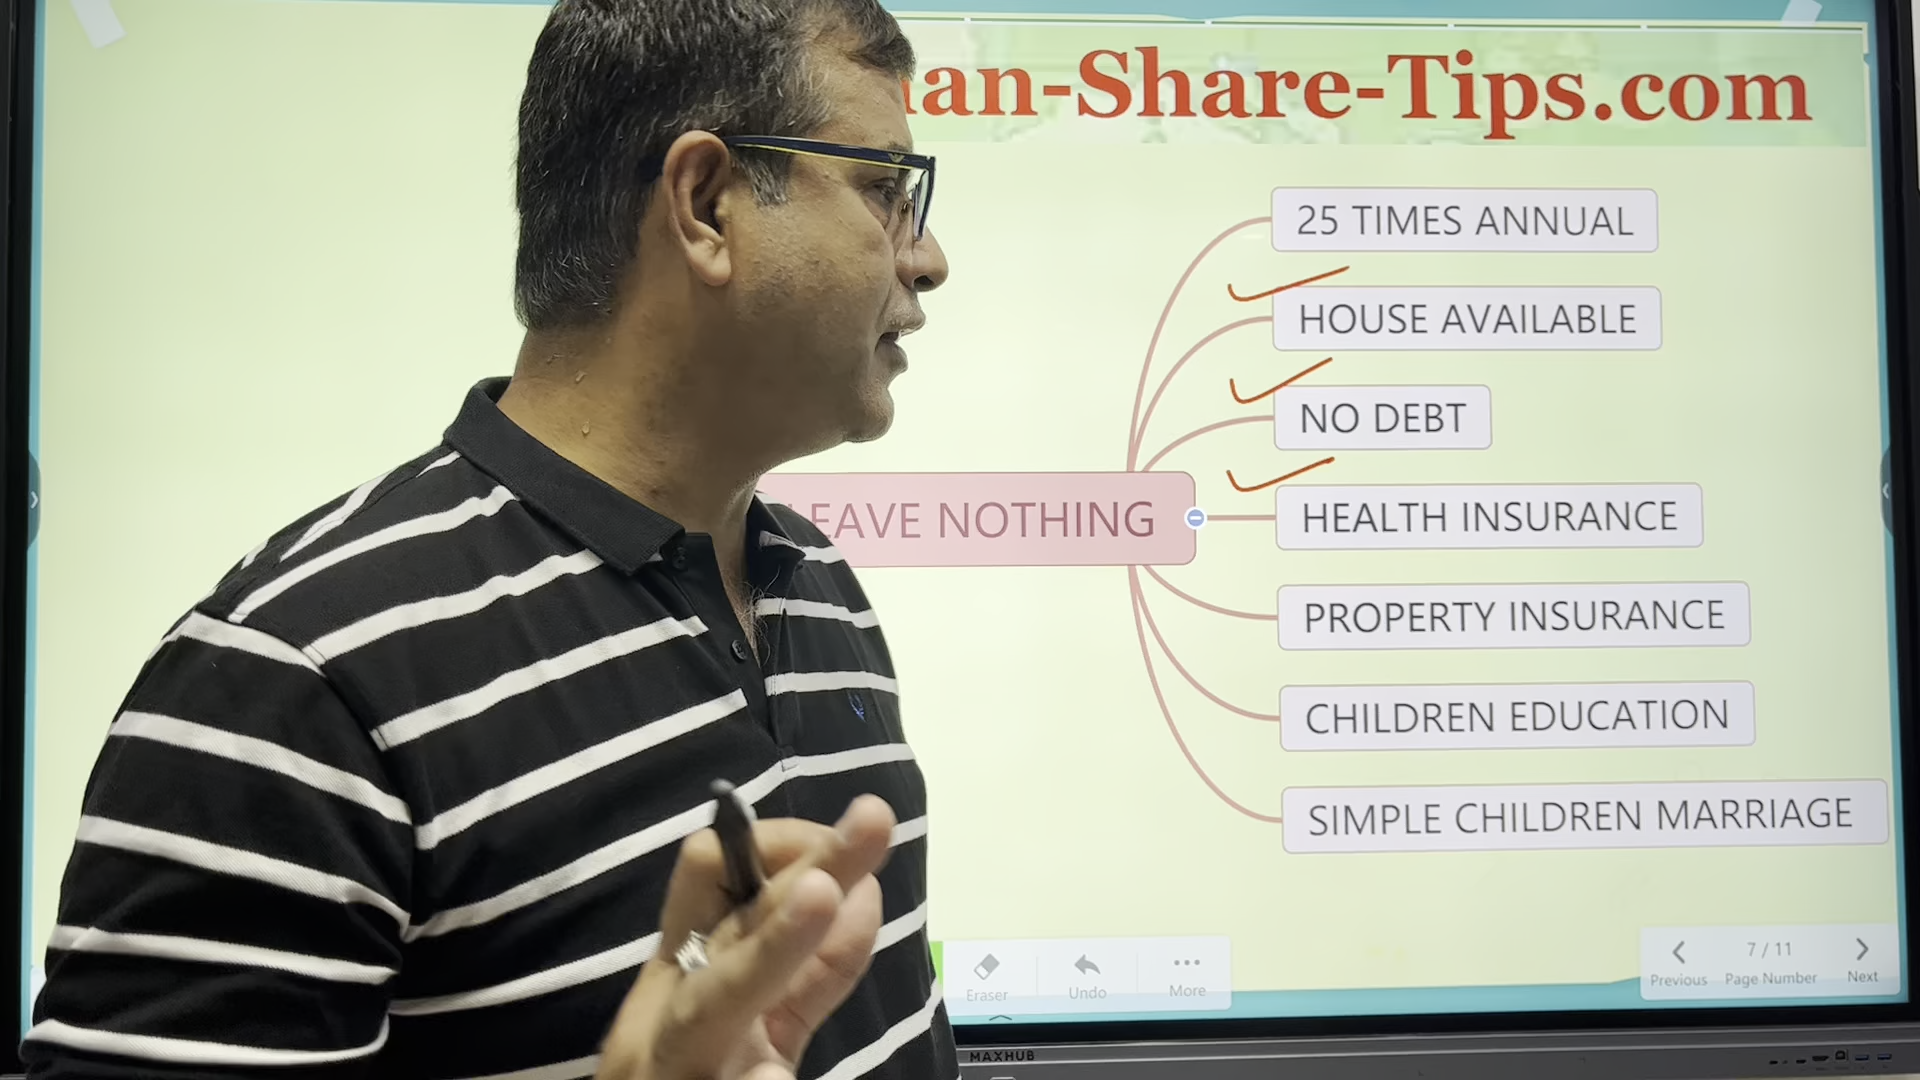 an-Share-Tips.com
25 TIMES ANNUAL
HOUSE AVAILABLE
NO DEBT
LEAVE NOTHING
HEALTH INSURANCE
PROPERTY INSURANCE
CHILDREN EDUCATION
SIMPLE CHILDREN MARRIAGE
Eraser
Undo
More
7 / 11
Previous
Page Number
Next
MAXHUB